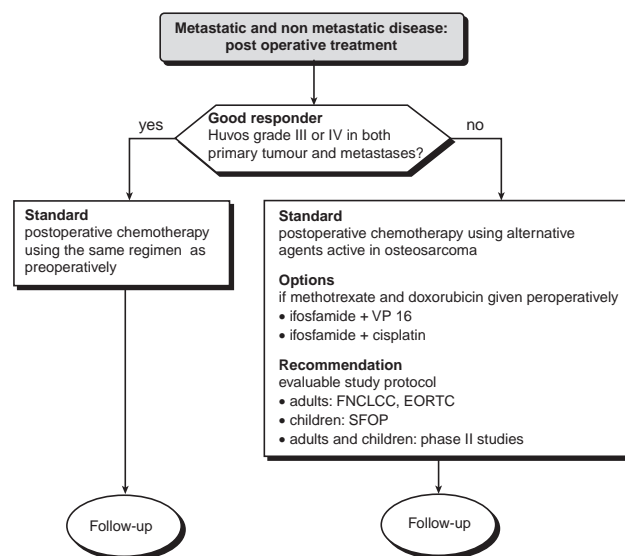 Metastatic and non metastatic disease:
post operative treatment
Good responder
Huvos grade III or IV in both
primary tumour and metastases?
yes
no
Standard
postoperative chemotherapy
using the same regimen as
preoperatively
Standard
postoperative chemotherapy using alternative
agents active in osteosarcoma
Options
if methotrexate and doxorubicin given peroperatively
• ifosfamide + VP 16
• ifosfamide + cisplatin
Recommendation
evaluable study protocol
• adults: FNCLCC, EORTC
• children: SFOP
• adults and children: phase II studies
Follow-up
Follow-up